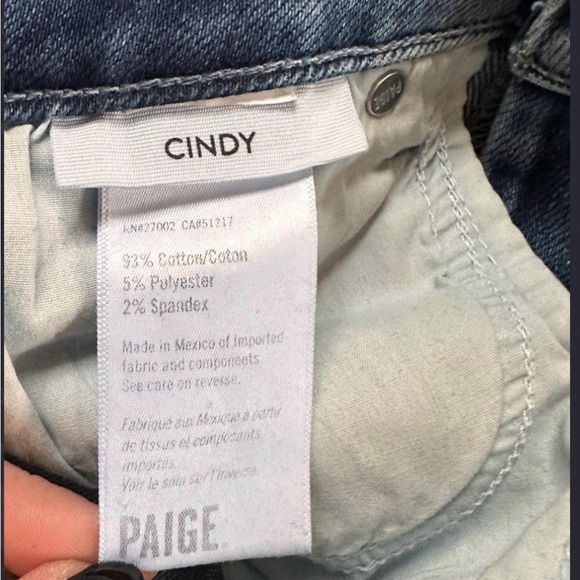 CINDY
PAIGE
RN#27002 CA#51217
93% Cotton/Coton
5% Polyester
2% Spandex
Made in Mexico of imported
fabric and components.
See care on reverse.
Fabriqué aux Mexique à partir
de tissus et composants
importés.
Voir le soin sur l'inverse.
PAIGE